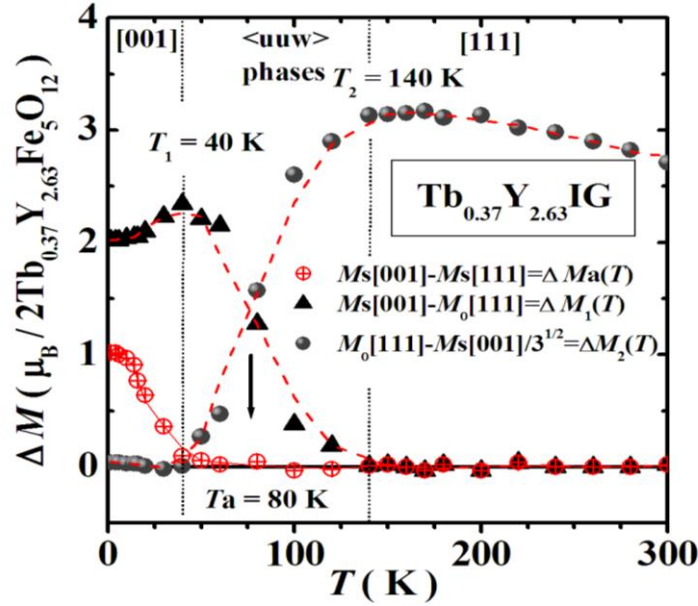 [001]
<uuw>
phases
[111]
T₁ = 40 K
T₂ = 140 K
Tb₀.₃₇Y₂.₆₃IG
Ms[001]-Ms[111]=Δ Ma(T)
Ms[001]-M₀[111]=Δ M₁(T)
M₀[111]-Ms[001]/3^1/2=ΔM₂(T)
Ta = 80 K
ΔM ( μB / 2Tb₀.₃₇Y₂.₆₃Fe₅O₁₂)
4
3
2
1
0
0
100
200
300
T ( K )